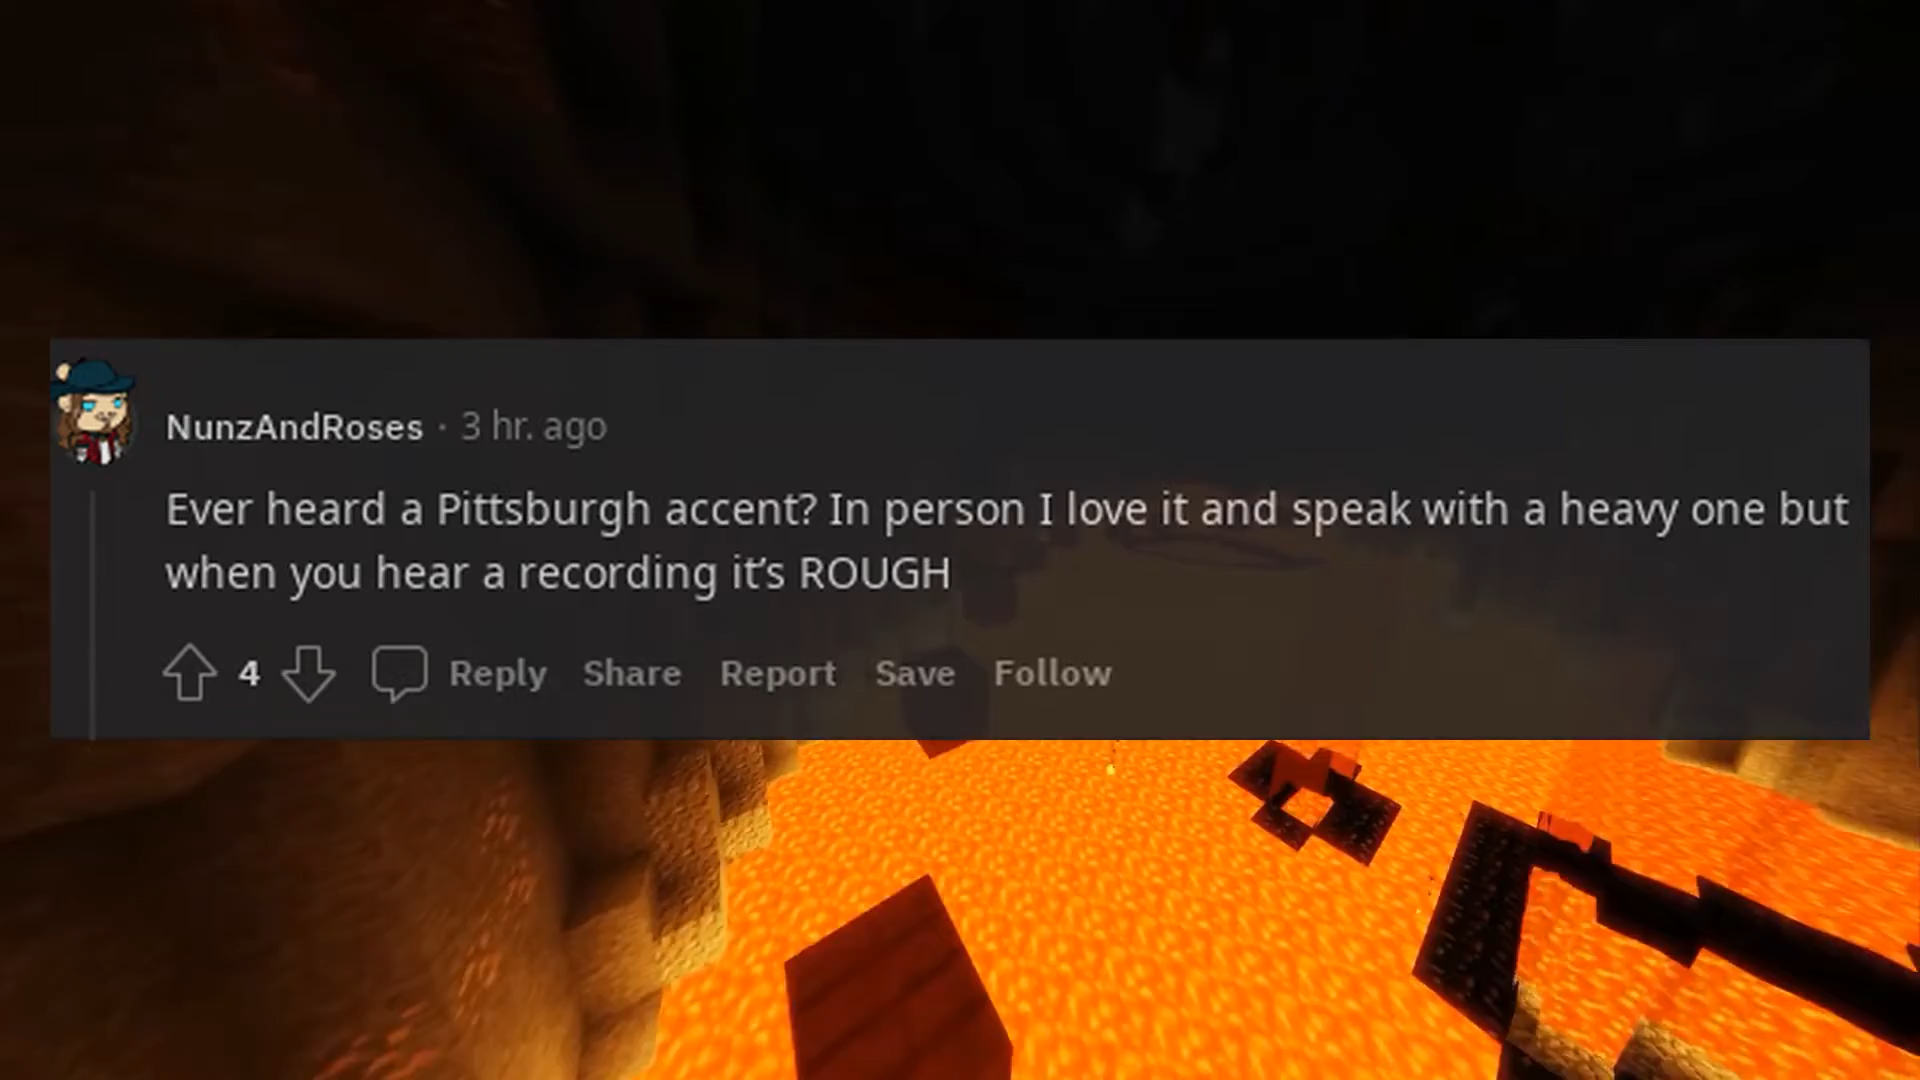 NunzAndRoses · 3 hr. ago
Ever heard a Pittsburgh accent? In person I love it and speak with a heavy one but
when you hear a recording it’s ROUGH
4 Reply Share Report Save Follow